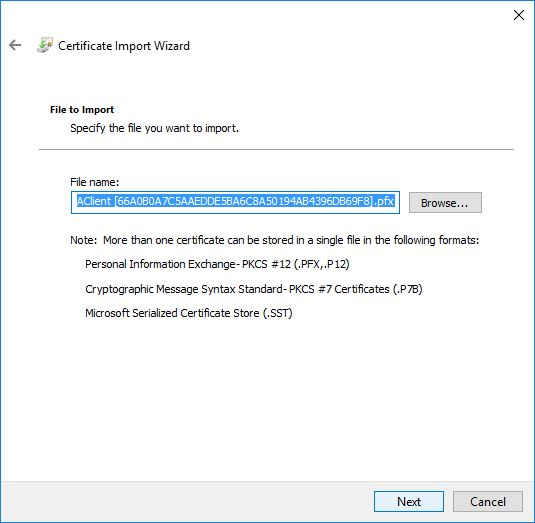 Certificate Import Wizard
File to Import
Specify the file you want to import.
File name:
AClient [66A0B0A7C5AAEDDE5BA6C8A50194AB4396DB69F8].pfx
Browse...
Note: More than one certificate can be stored in a single file in the following formats:
Personal Information Exchange- PKCS #12 (.PFX,.P12)
Cryptographic Message Syntax Standard- PKCS #7 Certificates (.P7B)
Microsoft Serialized Certificate Store (.SST)
Next
Cancel